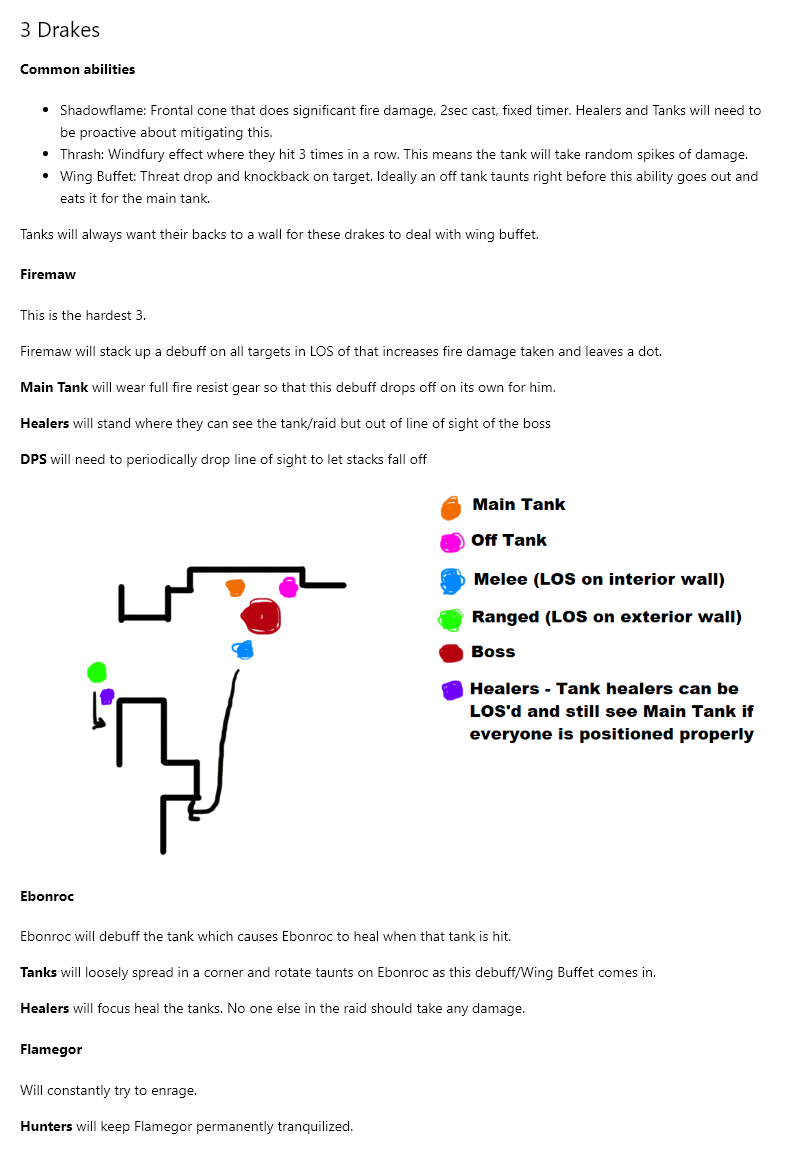 3 Drakes
Common abilities
Shadowflame: Frontal cone that does significant fire damage, 2sec cast, fixed timer. Healers and Tanks will need to
be proactive about mitigating this.
Thrash: Windfury effect where they hit 3 times in a row. This means the tank will take random spikes of damage.
Wing Buffet: Threat drop and knockback on target. Ideally an off tank taunts right before this ability goes out and
eats it for the main tank.
Tanks will always want their backs to a wall for these drakes to deal with wing buffet.
Firemaw
This is the hardest 3.
Firemaw will stack up a debuff on all targets in LOS of that increases fire damage taken and leaves a dot.
Main Tank will wear full fire resist gear so that this debuff drops off on its own for him.
Healers will stand where they can see the tank/raid but out of line of sight of the boss
DPS will need to periodically drop line of sight to let stacks fall off
Main Tank
Off Tank
Melee (LOS on interior wall)
Ranged (LOS on exterior wall)
Boss
Healers - Tank healers can be
LOS'd and still see Main Tank if
everyone is positioned properly
Ebonroc
Ebonroc will debuff the tank which causes Ebonroc to heal when that tank is hit.
Tanks will loosely spread in a corner and rotate taunts on Ebonroc as this debuff/Wing Buffet comes in.
Healers will focus heal the tanks. No one else in the raid should take any damage.
Flamegor
Will constantly try to enrage.
Hunters will keep Flamegor permanently tranquilized.